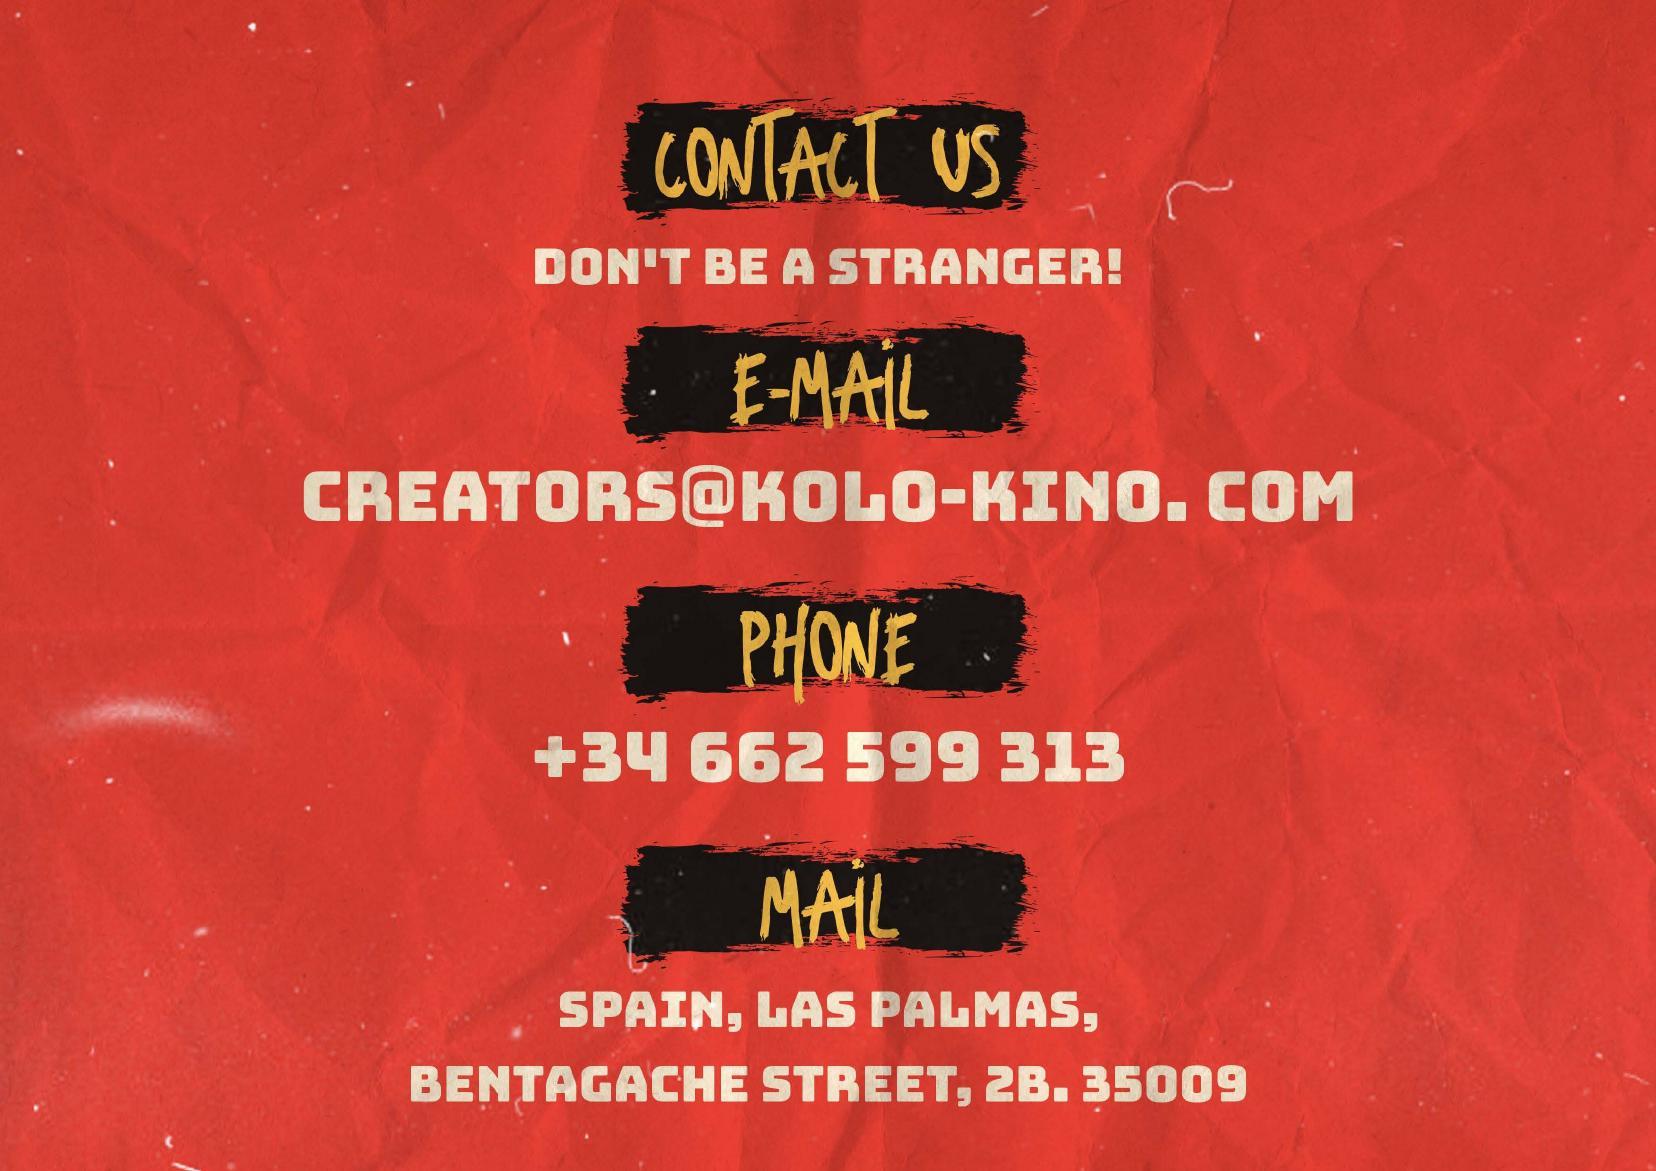 CONTACT US
DON'T BE A STRANGER!
E-MAIL
CREATORS@KOLO-KINO. COM
PHONE
+34 662 599 313
MAIL
SPAIN, LAS PALMAS,
BENTAGACHE STREET, 2B. 35009